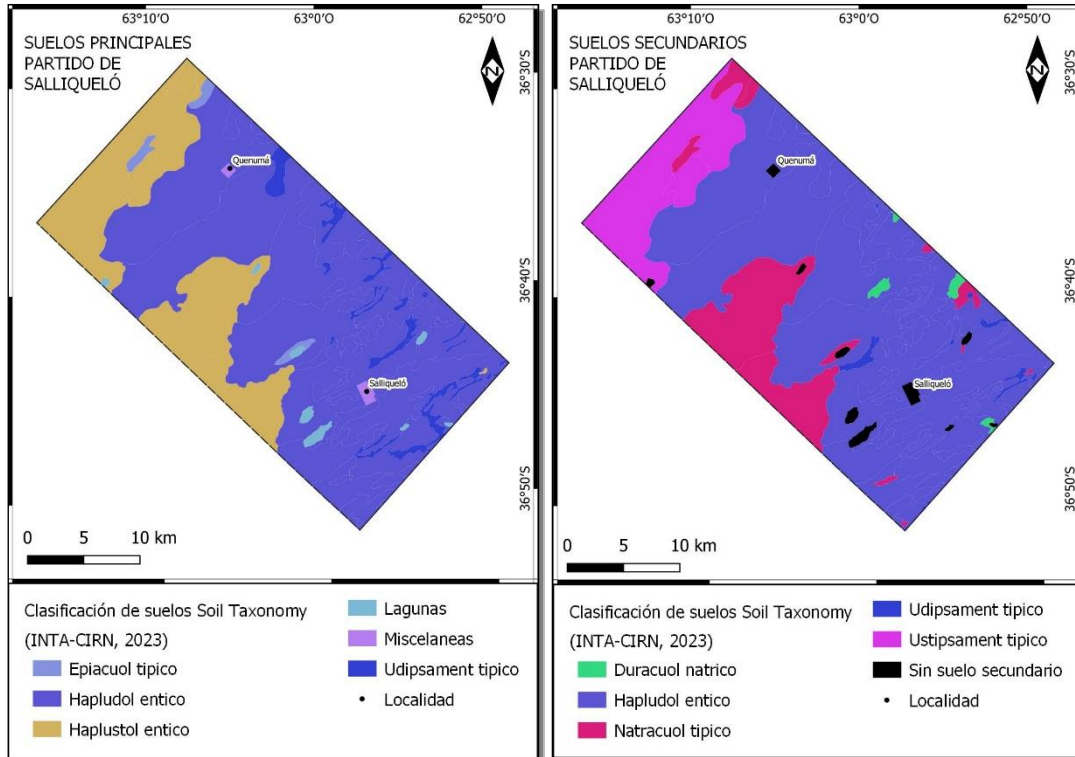 63°10'O 63°0'O 62°50'O
SUELOS PRINCIPALES
PARTIDO DE
SALLIQUELÓ
N
36°30'S
Quenumá
36°40'S
Salliqueló
36°50'S
0 5 10 km
Clasificación de suelos Soil Taxonomy
(INTA-CIRN, 2023)
Epiacuol tipico
Hapludol entico
Haplustol entico
Lagunas
Miscelaneas
Udipsament tipico
Localidad
63°10'O 63°0'O 62°50'O
SUELOS SECUNDARIOS
PARTIDO DE
SALLIQUELÓ
N
36°30'S
Quenumá
36°40'S
Salliqueló
36°50'S
0 5 10 km
Clasificación de suelos Soil Taxonomy
(INTA-CIRN, 2023)
Duracuol natrico
Hapludol entico
Natracuol tipico
Udipsament tipico
Ustipsament tipico
Sin suelo secundario
Localidad